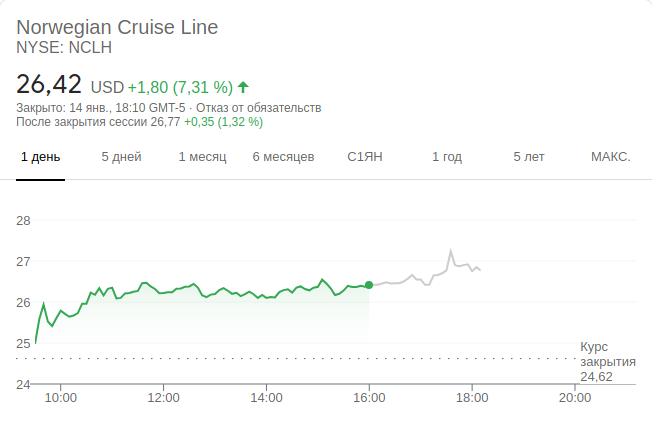 Norwegian Cruise Line
NYSE: NCLH
26,42 USD +1,80 (7,31 %)
Закрыто: 14 янв., 18:10 GMT-5 · Отказ от обязательств
После закрытия сессии 26,77 +0,35 (1,32 %)
1 день 5 дней 1 месяц 6 месяцев С1ЯН 1 год 5 лет МАКС.
28
27
26
25
24
Курс
закрытия
24,62
10:00 12:00 14:00 16:00 18:00 20:00